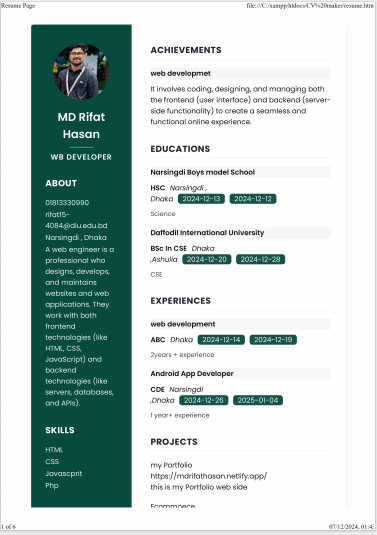 Resume Page
file:///C:/xampp/htdocs/CV%20maker/resume.htm
MD Rifat
Hasan
WB DEVELOPER
ABOUT
01813330990
rifat15-
4084@diu.edu.bd
Narsingdi , Dhaka
A web engineer is a
professional who
designs, develops,
and maintains
websites and web
applications. They
work with both
frontend
technologies (like
HTML, CSS,
JavaScript) and
backend
technologies (like
servers, databases,
and APIs).
SKILLS
HTML
CSS
Javascprit
Php
ACHIEVEMENTS
web developmet
It involves coding, designing, and managing both
the frontend (user interface) and backend (server-
side functionality) to create a seamless and
functional online experience.
EDUCATIONS
Narsingdi Boys model School
HSC Narsingdi ,
Dhaka 2024-12-13 2024-12-12
Science
Daffodil International University
BSc In CSE Dhaka
,Ashulia 2024-12-20 2024-12-28
CSE
EXPERIENCES
web development
ABC Dhaka 2024-12-14 2024-12-19
2years + experience
Android App Developer
CDE Narsingdi
,Dhaka 2024-12-26 2025-01-04
1 year+ experience
PROJECTS
my Portfolio
https://mdrifathasan.netlify.app/
this is my Portfolio web side
1 of 6
07/12/2024, 01:4